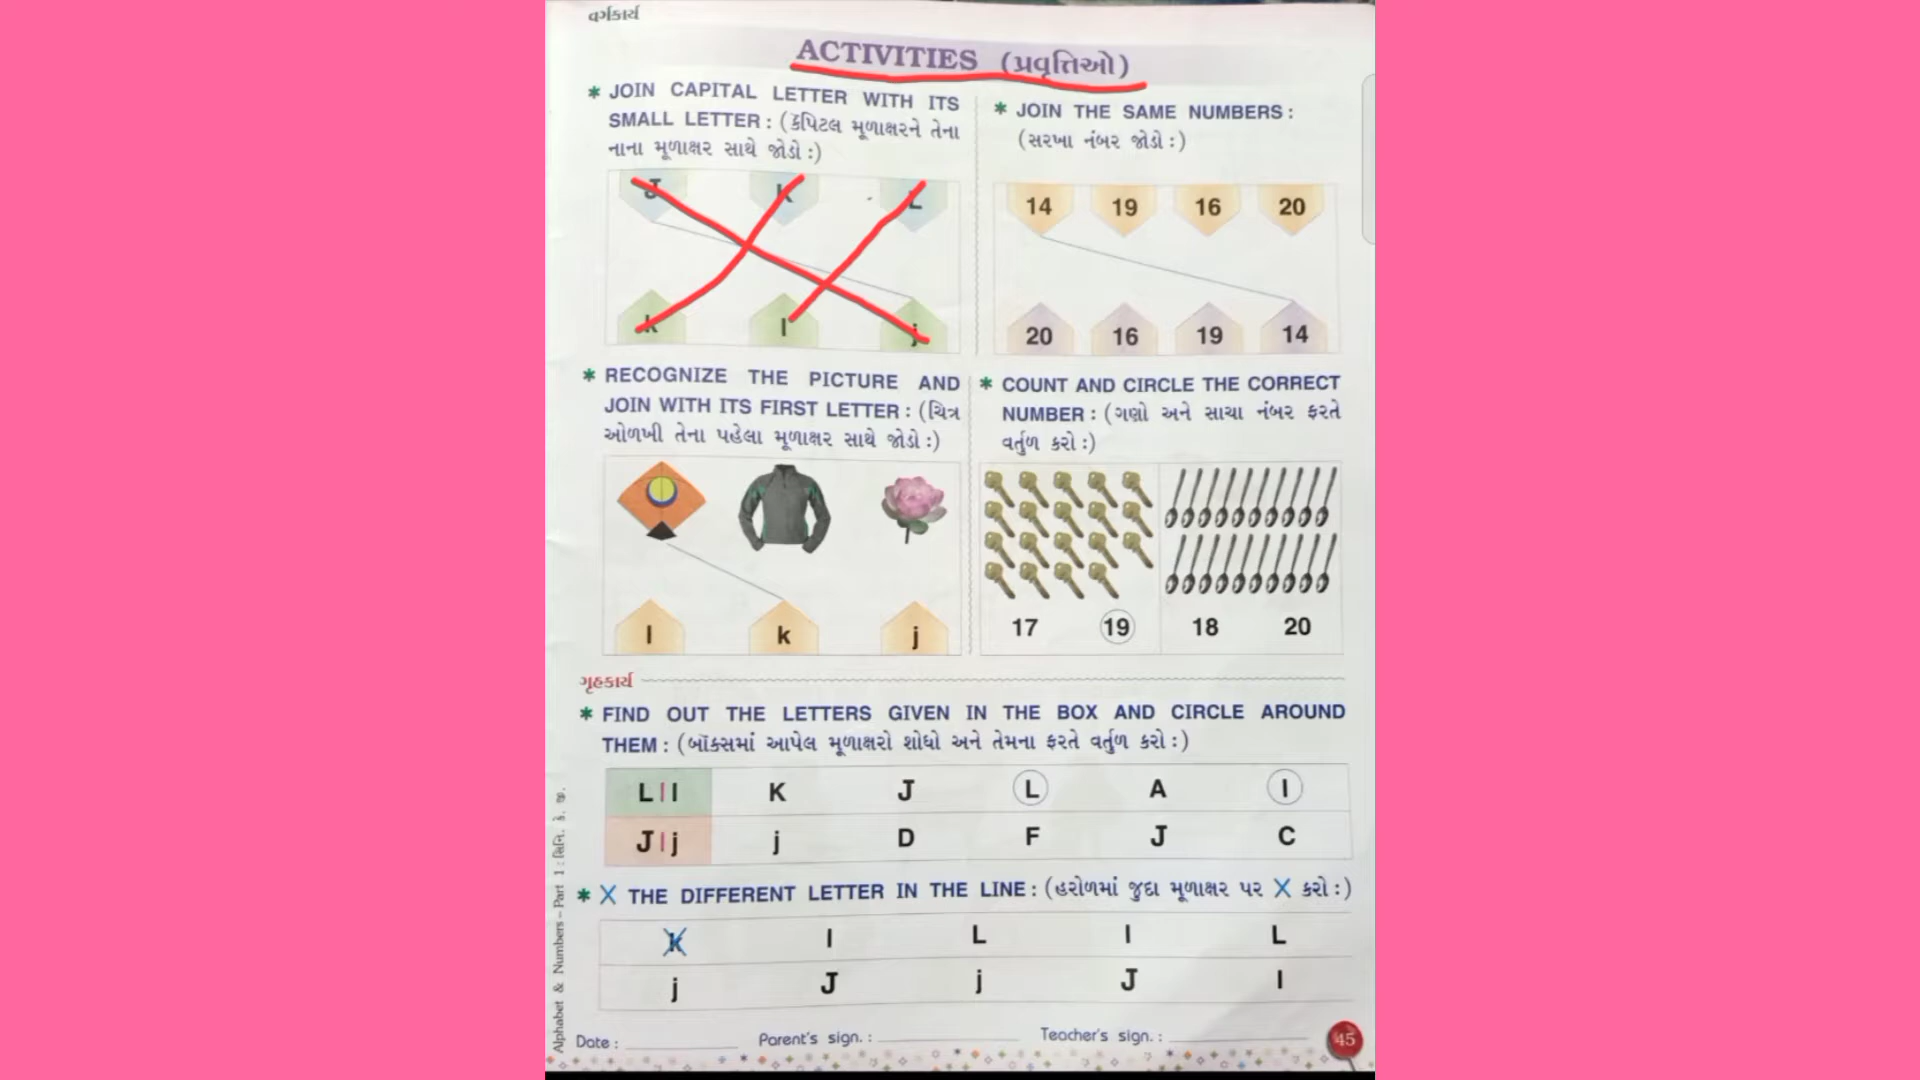 વર્ગકાર્ય
ACTIVITIES (પ્રવૃત્તિઓ)
* JOIN CAPITAL LETTER WITH ITS
SMALL LETTER : (કૅપિટલ મૂળાક્ષરને તેના
નાના મૂળાક્ષર સાથે જોડો :)
J K L
k l j
* JOIN THE SAME NUMBERS :
(સરખા નંબર જોડો :)
14 19 16 20
20 16 19 14
* RECOGNIZE THE PICTURE AND
JOIN WITH ITS FIRST LETTER : (ચિત્ર
ઓળખી તેના પહેલા મૂળાક્ષર સાથે જોડો :)
l k j
* COUNT AND CIRCLE THE CORRECT
NUMBER : (ગણો અને સાચા નંબર ફરતે
વર્તુળ કરો :)
17 19 18 20
ગૃહકાર્ય
* FIND OUT THE LETTERS GIVEN IN THE BOX AND CIRCLE AROUND
THEM : (બૉક્સમાં આપેલ મૂળાક્ષરો શોધો અને તેમના ફરતે વર્તુળ કરો :)
L | l K J L A l
J | j j D F J C
* X THE DIFFERENT LETTER IN THE LINE : (હરોળમાં જુદા મૂળાક્ષર પર X કરો :)
k l L l L
j J j J l
Date : Parent's sign. : Teacher's sign. :
45
Alphabet & Numbers – Part 1 : સિનિ. કે. જી.